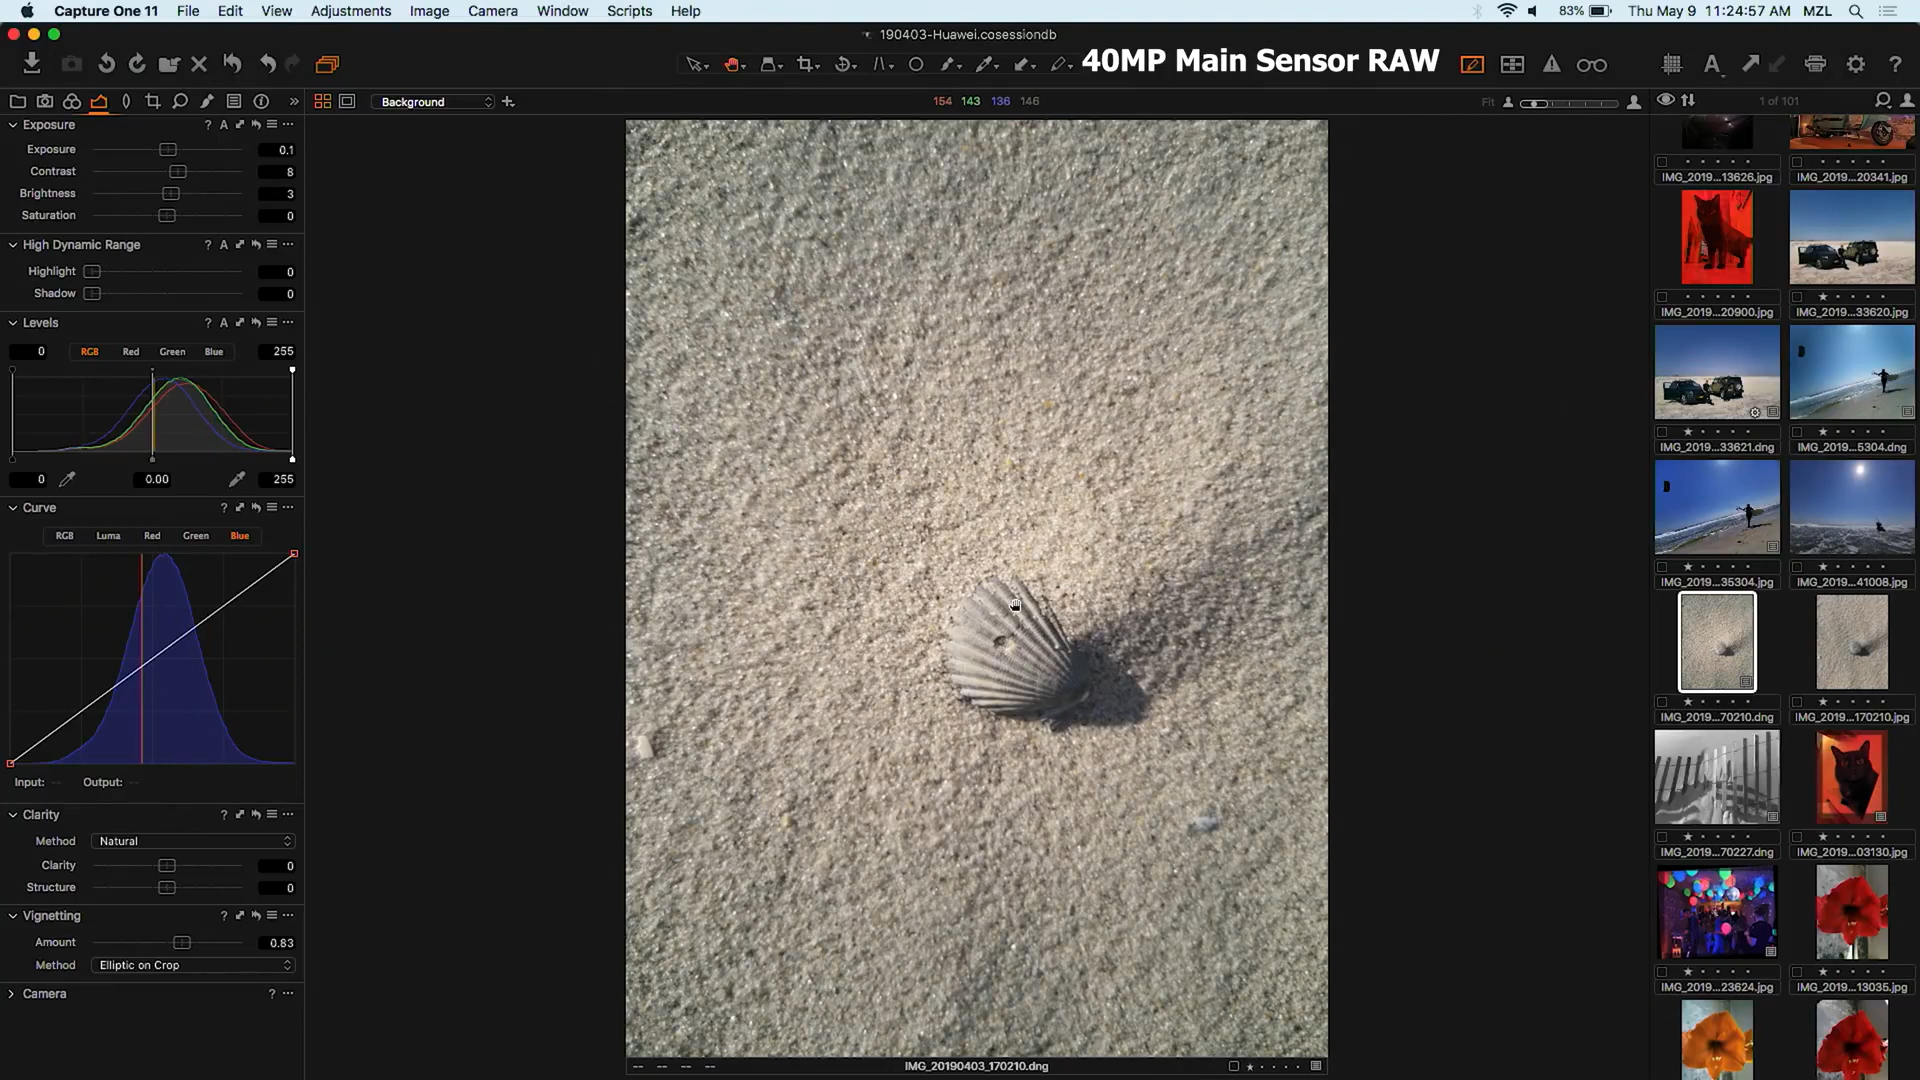 Capture One 11 File Edit View Adjustments Image Camera Window Scripts Help 83% Thu May 9 11:24:57 AM MZL
190403-Huawei.cosessiondb
40MP Main Sensor RAW
Background
154 143 136 146
Fit
1 of 101
Exposure
Exposure 0.1
Contrast 8
Brightness 3
Saturation 0
High Dynamic Range
Highlight 0
Shadow 0
Levels
0 RGB Red Green Blue 255
0 0.00 255
Curve
RGB Luma Red Green Blue
Input: -- Output: --
Clarity
Method Natural
Clarity 0
Structure 0
Vignetting
Amount 0.83
Method Elliptic on Crop
Camera
IMG_20190403_170210.dng
IMG_2019...13626.jpg IMG_2019...20341.jpg
IMG_2019...20900.jpg IMG_2019...33620.jpg
IMG_2019...33621.dng IMG_2019...5304.dng
IMG_2019...35304.jpg IMG_2019...41008.jpg
IMG_2019...70210.dng IMG_2019...170210.jpg
IMG_2019...70227.dng IMG_2019...03130.jpg
IMG_2019...23624.jpg IMG_2019...13035.jpg